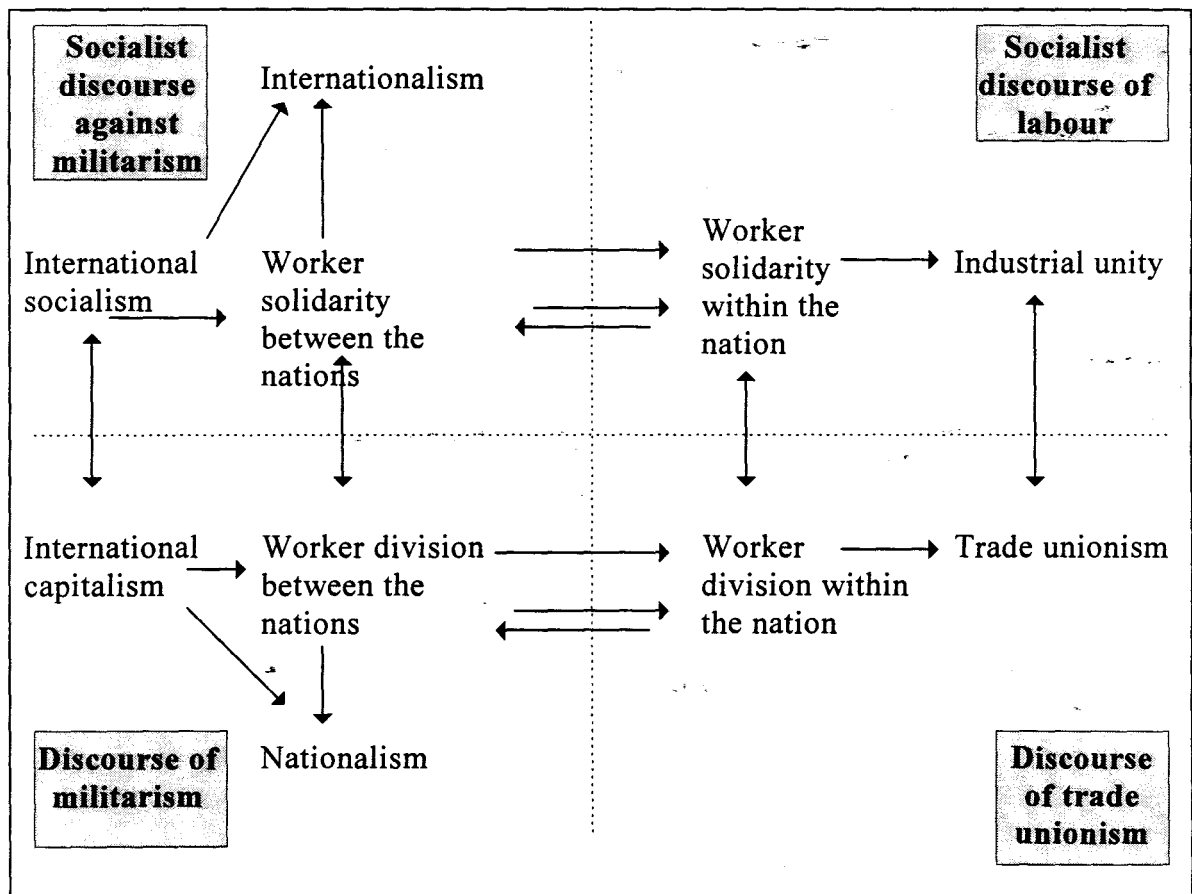 Socialist
discourse
against
militarism
Internationalism
Socialist
discourse of
labour
International
socialism
Worker
solidarity
between the
nations
Worker
solidarity
within the
nation
Industrial unity
International
capitalism
Worker division
between the
nations
Worker
division within
the nation
Trade unionism
Discourse of
militarism
Nationalism
Discourse
of trade
unionism